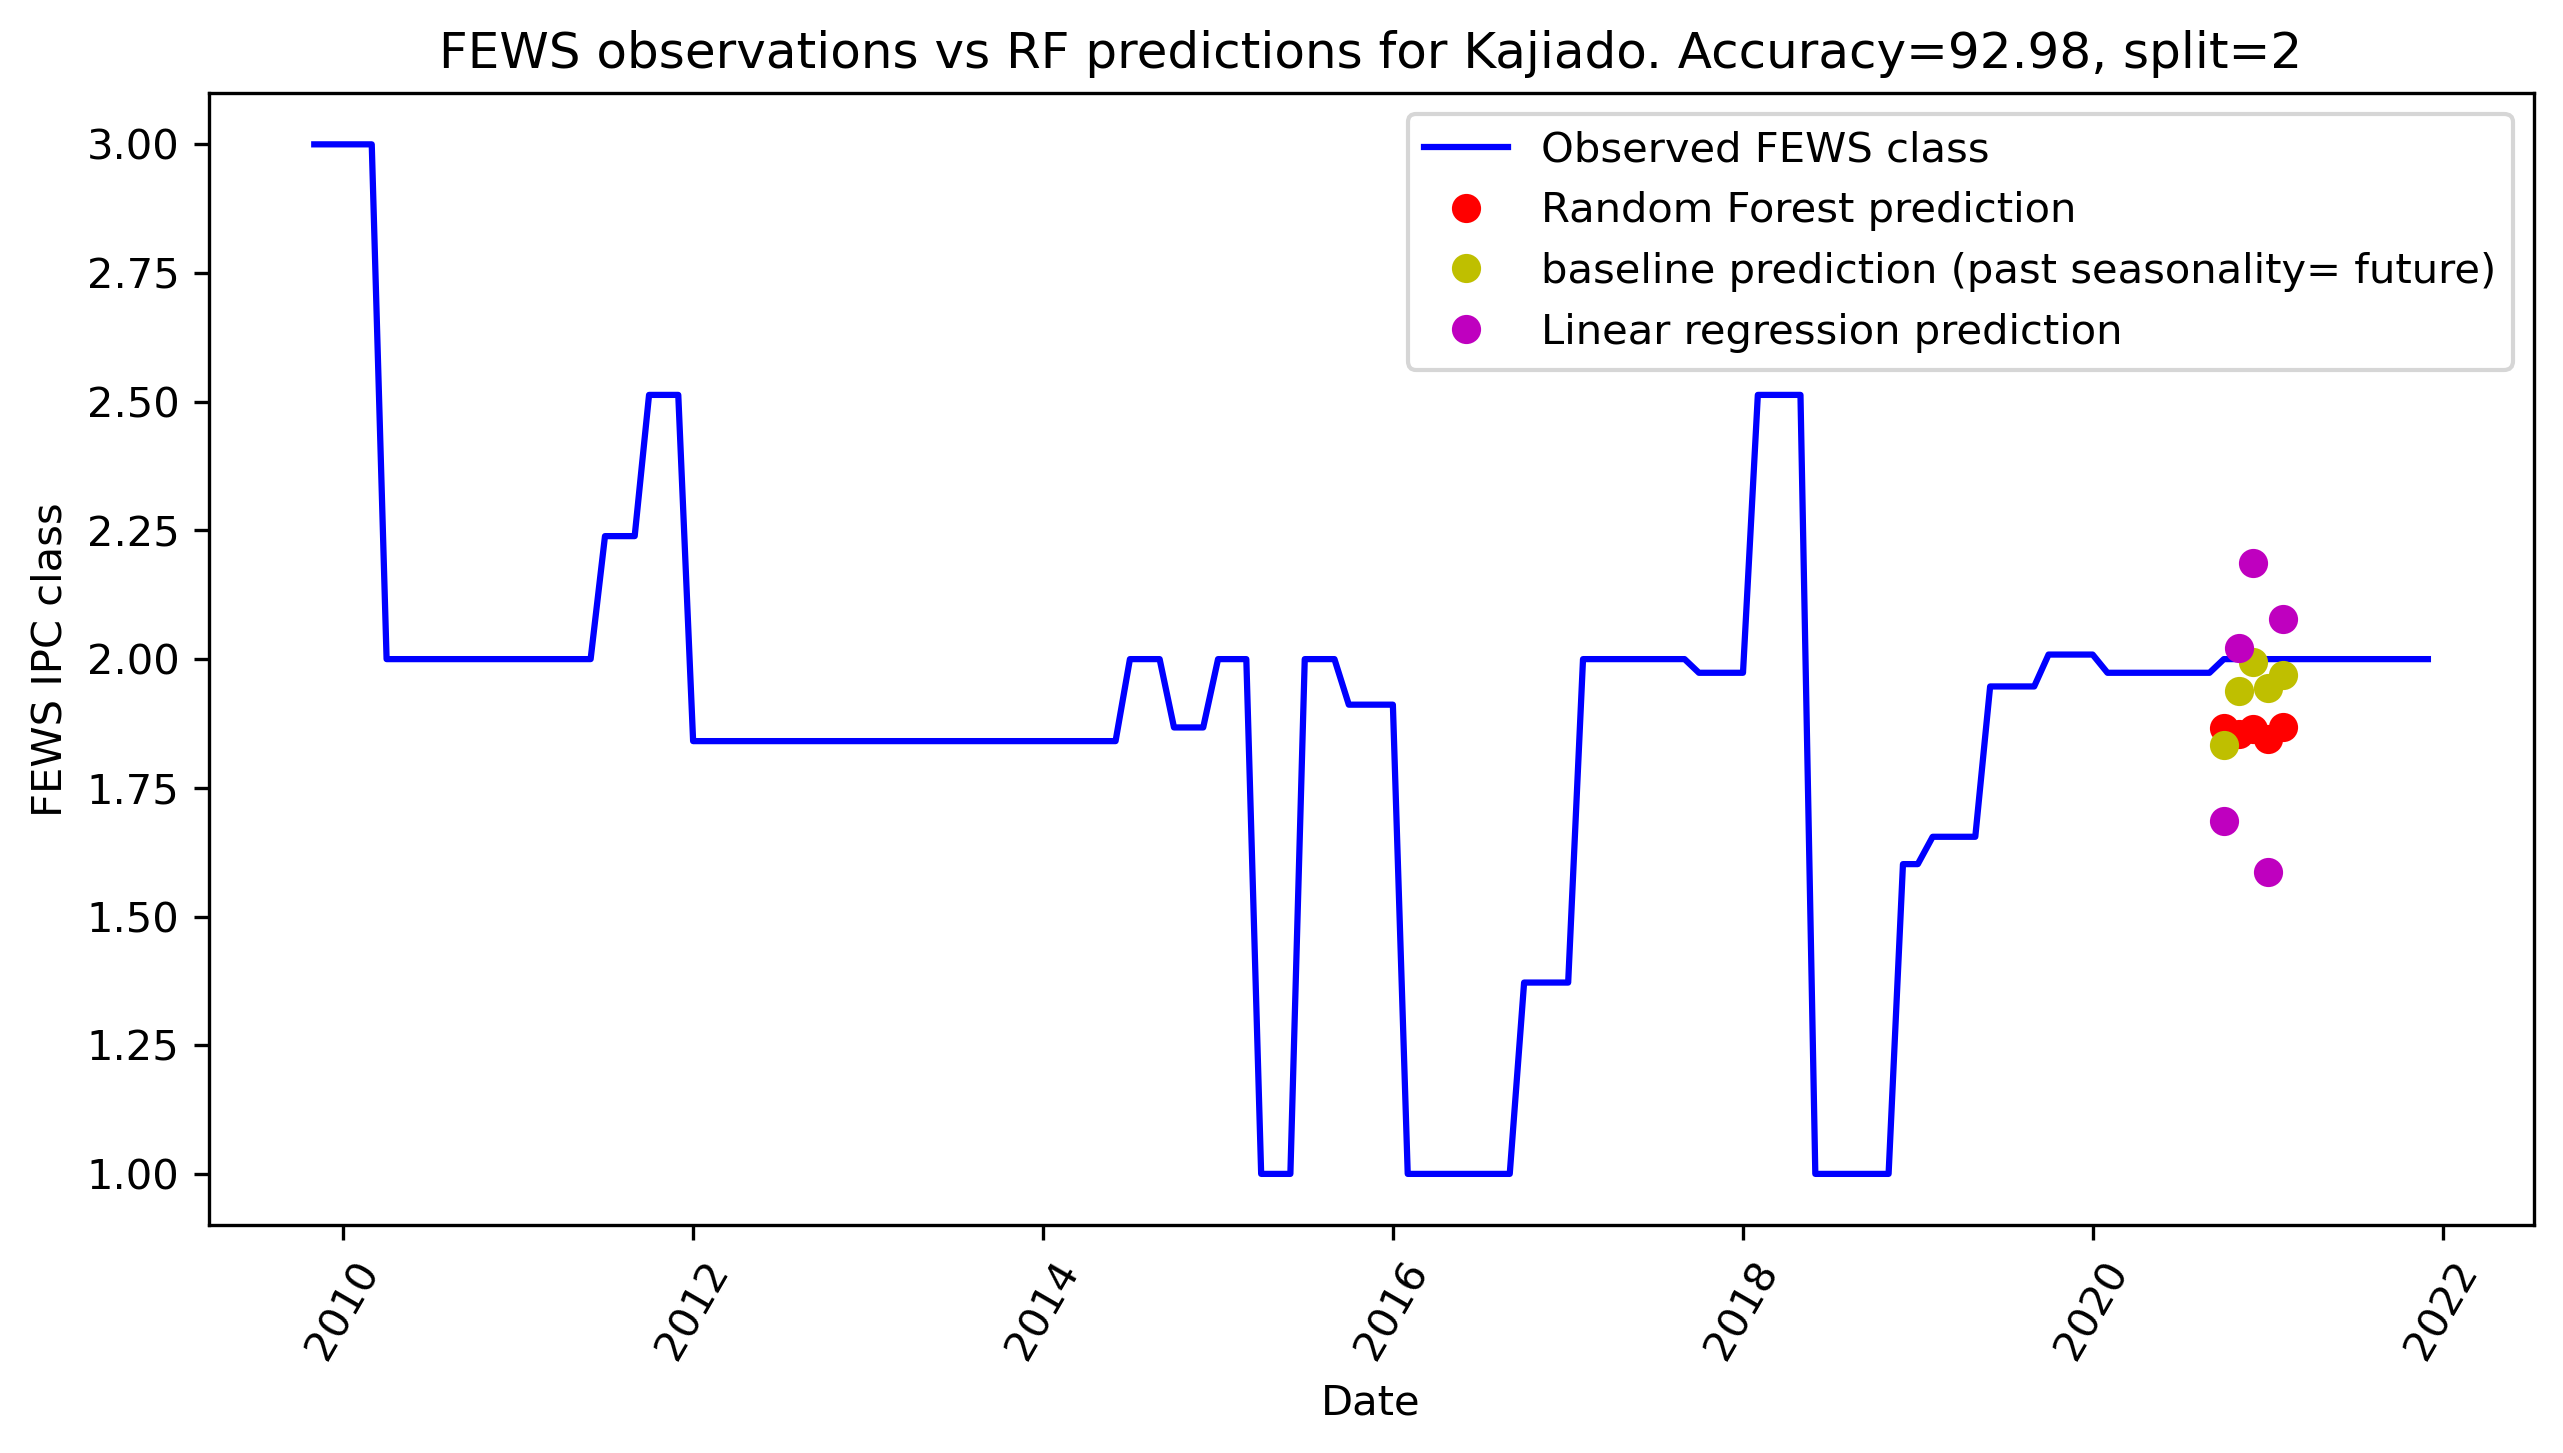 FEWS observations vs RF predictions for Kajiado. Accuracy=92.98, split=2
Observed FEWS class
Random Forest prediction
baseline prediction (past seasonality= future)
Linear regression prediction
FEWS IPC class
3.00
2.75
2.50
2.25
2.00
1.75
1.50
1.25
1.00
2010
2012
2014
2016
2018
2020
2022
Date